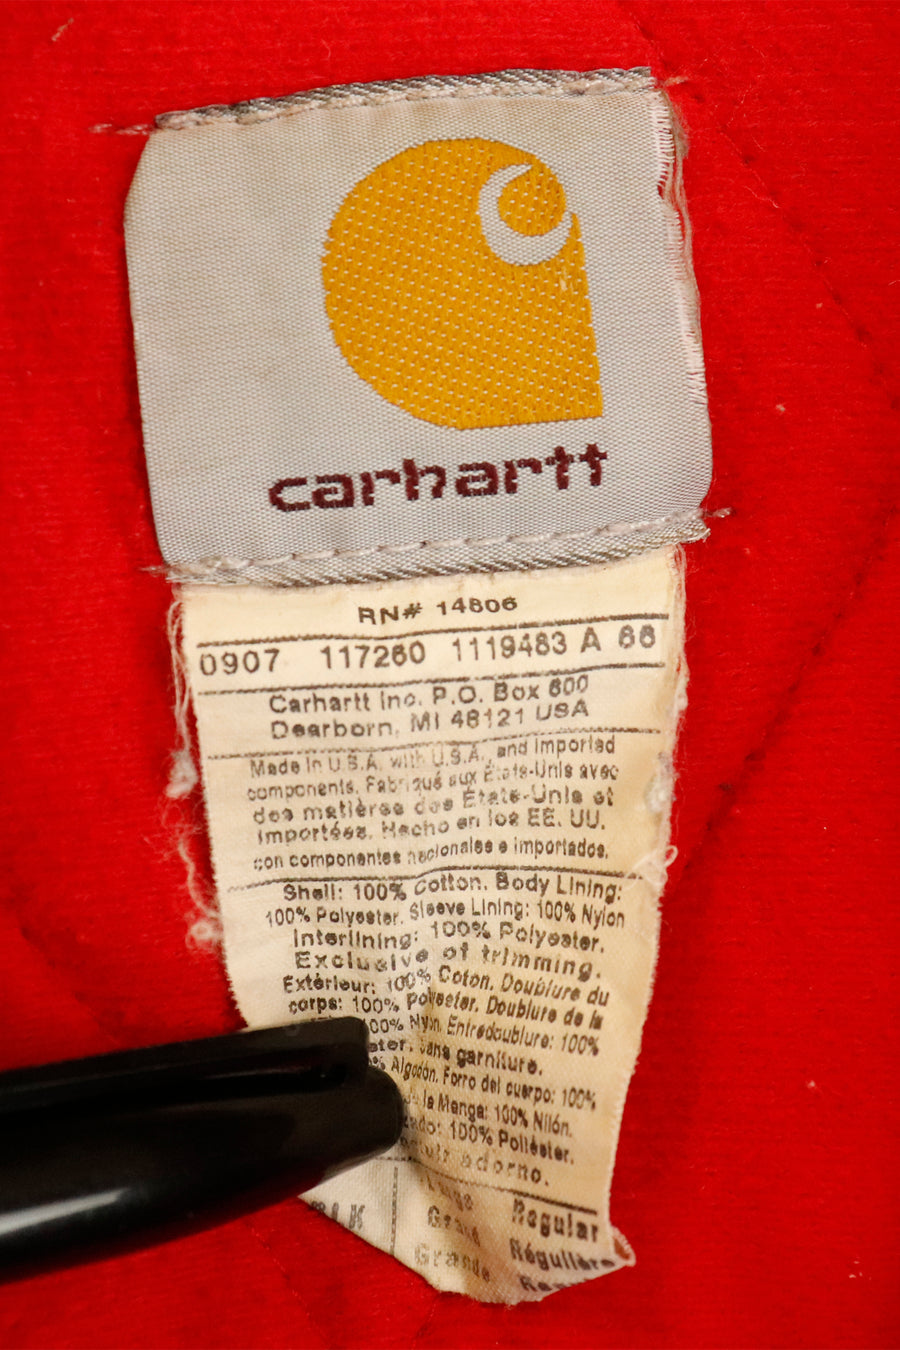 carhartt
RN# 14806
0907 117260 1119483 A 66
Carhartt Inc. P.O. Box 600
Dearborn, MI 48121 USA
Made in U.S.A. with U.S.A. and imported
components. Fabriqué aux États-Unis avec
des matières des États-Unis et
importées. Hecho en los EE. UU.
con componentes nacionales e importados.
Shell: 100% Cotton. Body Lining:
100% Polyester. Sleeve Lining: 100% Nylon
Interlining: 100% Polyester.
Exclusive of trimming.
Extérieur: 100% Coton. Doublure du
corps: 100% Polyester. Doublure de la
100% Nylon. Entredoublure: 100%
sans garniture.
Algodón. Forro del cuerpo: 100%
la Manga: 100% Nilón.
100% Poliéster.
adorno.
Large Regular
Grand Régulière
Grande